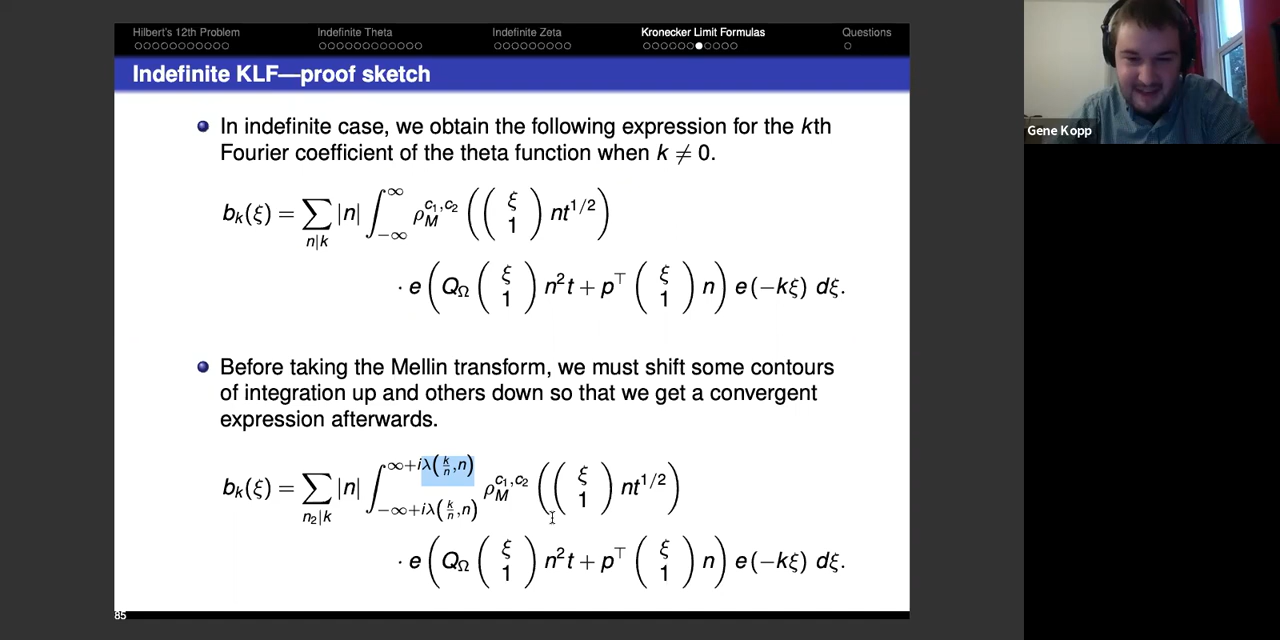 Hilbert's 12th Problem Indefinite Theta Indefinite Zeta Kronecker Limit Formulas Questions
Indefinite KLF—proof sketch
In indefinite case, we obtain the following expression for the kth
Fourier coefficient of the theta function when k ≠ 0.
b_k(ξ) = ∑_{n|k} |n| ∫_{-∞}^{∞} ρ_M^{c_1,c_2} ( ( ξ 1 ) nt^{1/2} )
· e ( Q_Ω ( ξ 1 ) n²t + p^⊤ ( ξ 1 ) n ) e(−kξ) dξ.
Before taking the Mellin transform, we must shift some contours
of integration up and others down so that we get a convergent
expression afterwards.
b_k(ξ) = ∑_{n_2|k} |n| ∫_{-∞+iλ(k/n,n)}^{∞+iλ(k/n,n)} ρ_M^{c_1,c_2} ( ( ξ 1 ) nt^{1/2} )
· e ( Q_Ω ( ξ 1 ) n²t + p^⊤ ( ξ 1 ) n ) e(−kξ) dξ.
85
Gene Kopp